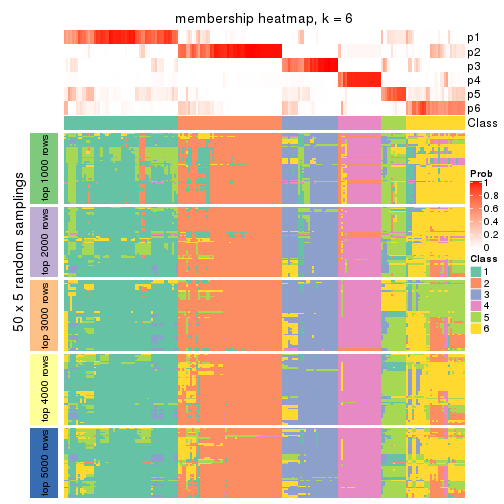 membership heatmap, k = 6
p1
p2
p3
p4
p5
p6
Class
50 x 5 random samplings
top 1000 rows
top 2000 rows
top 3000 rows
top 4000 rows
top 5000 rows
Prob
1
0.8
0.6
0.4
0.2
0
Class
1
2
3
4
5
6